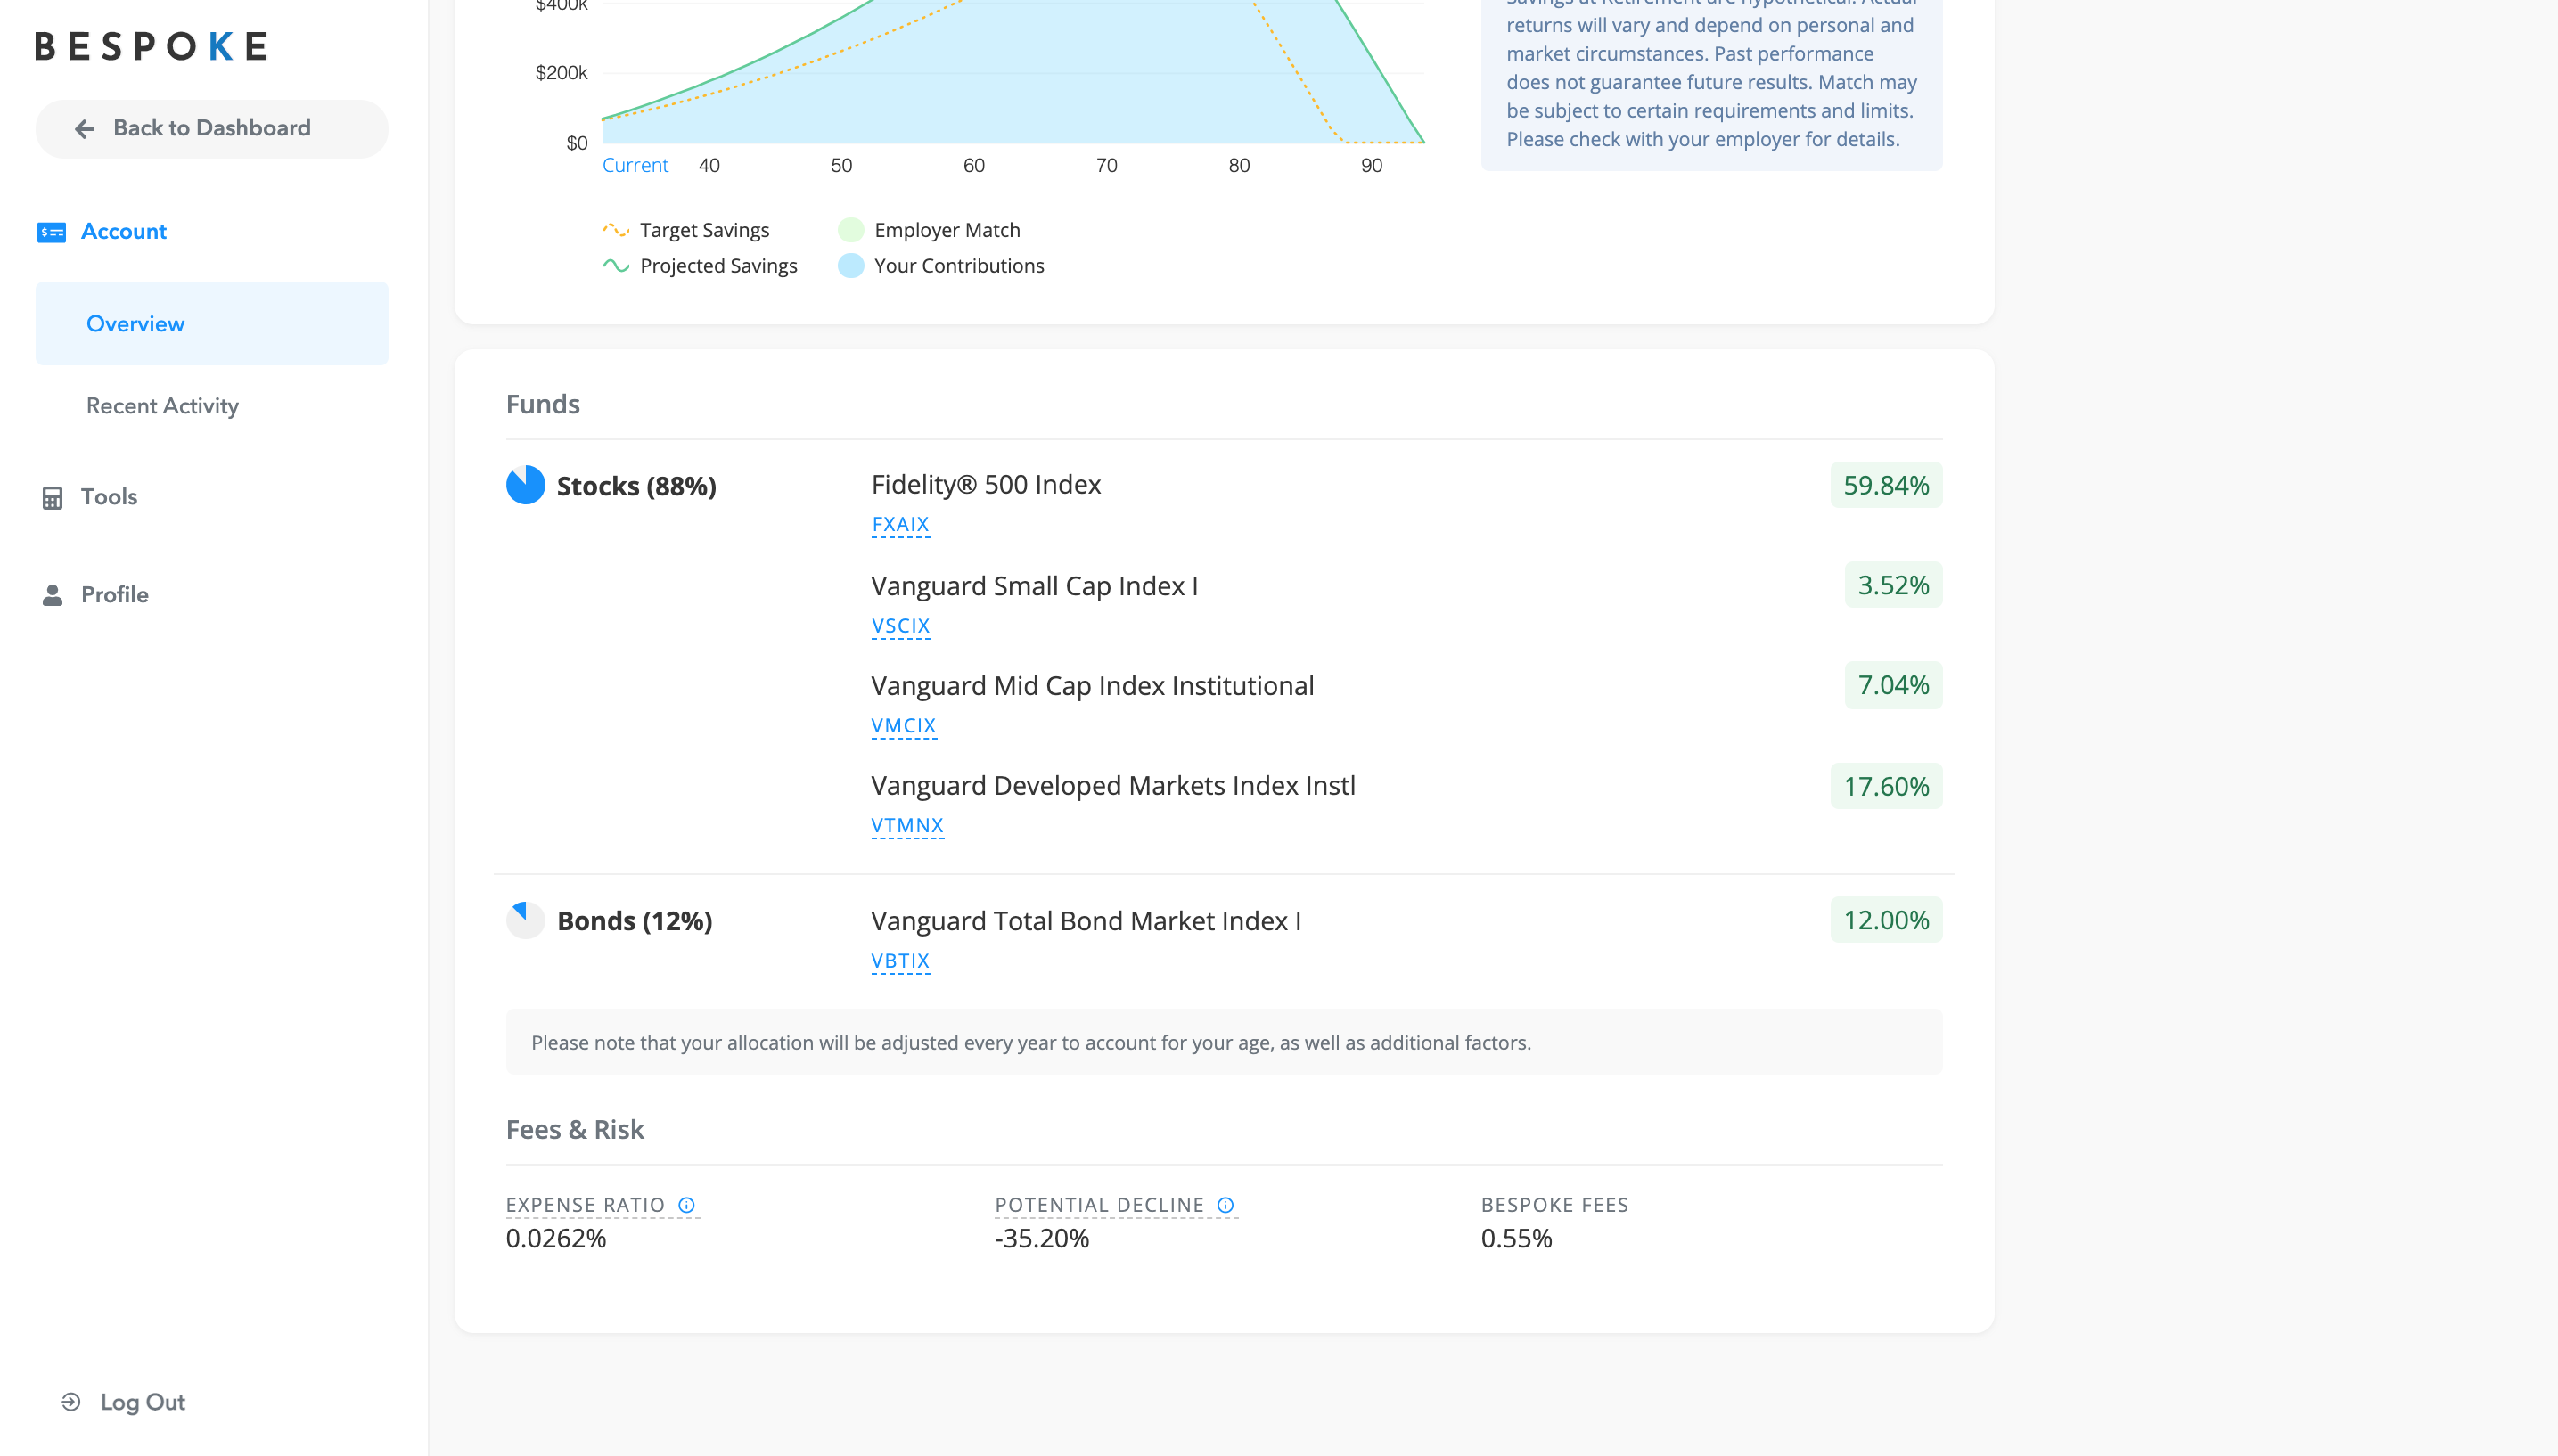 BESPOKE
Back to Dashboard
Account
Overview
Recent Activity
Tools
Profile
Log Out
$400k
$200k
$0
Current 40 50 60 70 80 90
Target Savings
Employer Match
Projected Savings
Your Contributions
Savings at Retirement are hypothetical. Actual
returns will vary and depend on personal and
market circumstances. Past performance
does not guarantee future results. Match may
be subject to certain requirements and limits.
Please check with your employer for details.
Funds
Stocks (88%)
Fidelity® 500 Index
59.84%
FXAIX
Vanguard Small Cap Index I
3.52%
VSCIX
Vanguard Mid Cap Index Institutional
7.04%
VMCIX
Vanguard Developed Markets Index Instl
17.60%
VTMNX
Bonds (12%)
Vanguard Total Bond Market Index I
12.00%
VBTIX
Please note that your allocation will be adjusted every year to account for your age, as well as additional factors.
Fees & Risk
EXPENSE RATIO
0.0262%
POTENTIAL DECLINE
-35.20%
BESPOKE FEES
0.55%